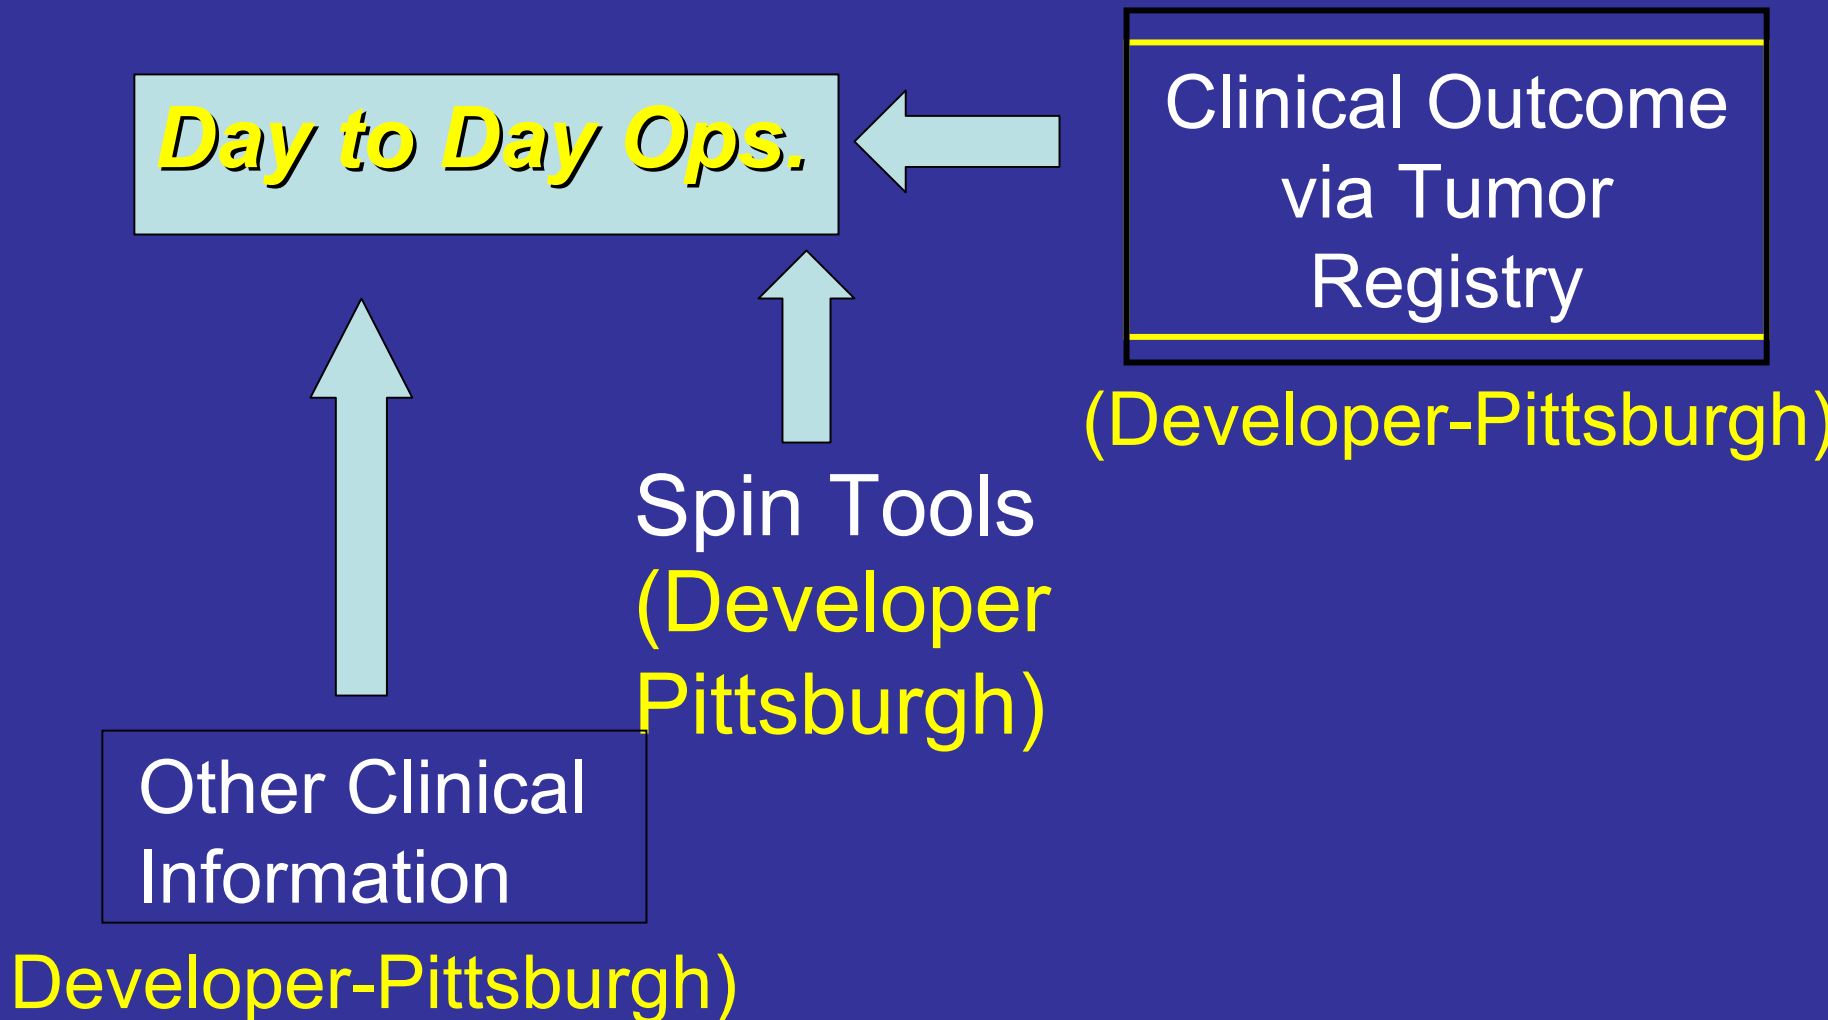 Day to Day Ops.
Clinical Outcome
via Tumor
Registry
(Developer-Pittsburgh)
Spin Tools
(Developer
Pittsburgh)
Other Clinical
Information
Developer-Pittsburgh)